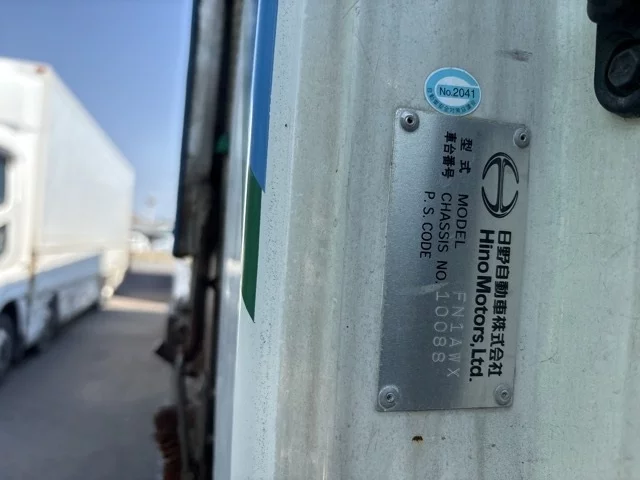 No.2041
日野自動車株式会社
Hino Motors, Ltd.
型式 MODEL FN1AWX
車台番号 CHASSIS NO. 10088
P.S.CODE